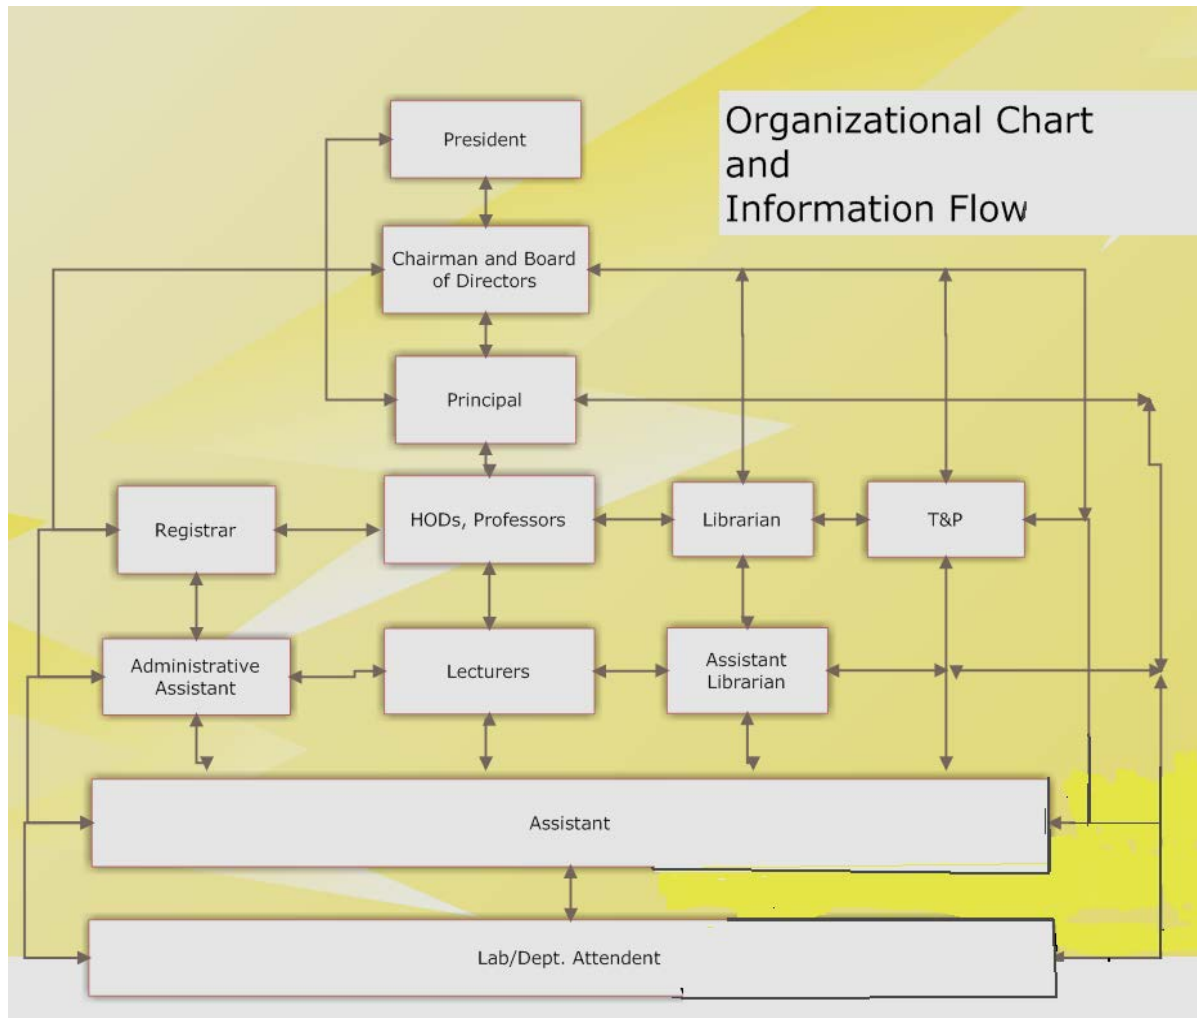 Organizational Chart
and
Information Flow
President
Chairman and Board
of Directors
Principal
Registrar
HODs, Professors
Librarian
T&P
Administrative
Assistant
Lecturers
Assistant
Librarian
Assistant
Lab/Dept. Attendent